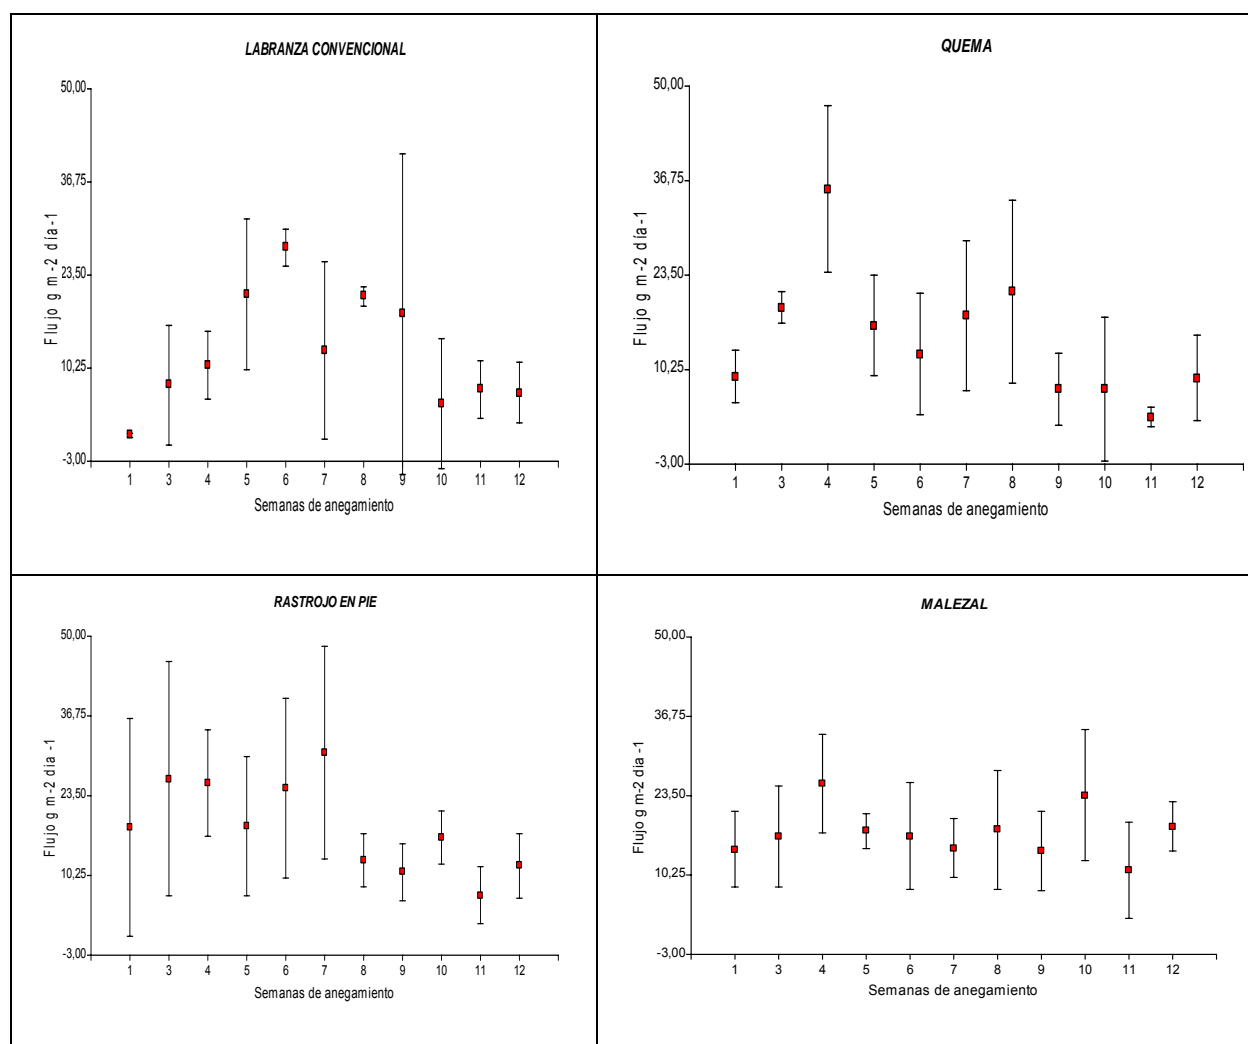 LABRANZA CONVENCIONAL
50,00
36,75
23,50
10,25
-3,00
Flujo g m-2 día-1
1 3 4 5 6 7 8 9 10 11 12
Semanas de anegamiento
QUEMA
50,00
36,75
23,50
10,25
-3,00
Flujo g m-2 día-1
1 3 4 5 6 7 8 9 10 11 12
Semanas de anegamiento
RASTROJO EN PIE
50,00
36,75
23,50
10,25
-3,00
Flujo g m-2 dia -1
1 3 4 5 6 7 8 9 10 11 12
Semanas de anegamiento
MALEZAL
50,00
36,75
23,50
10,25
-3,00
Flujo g m-2 dia -1
1 3 4 5 6 7 8 9 10 11 12
Semanas de anegamiento